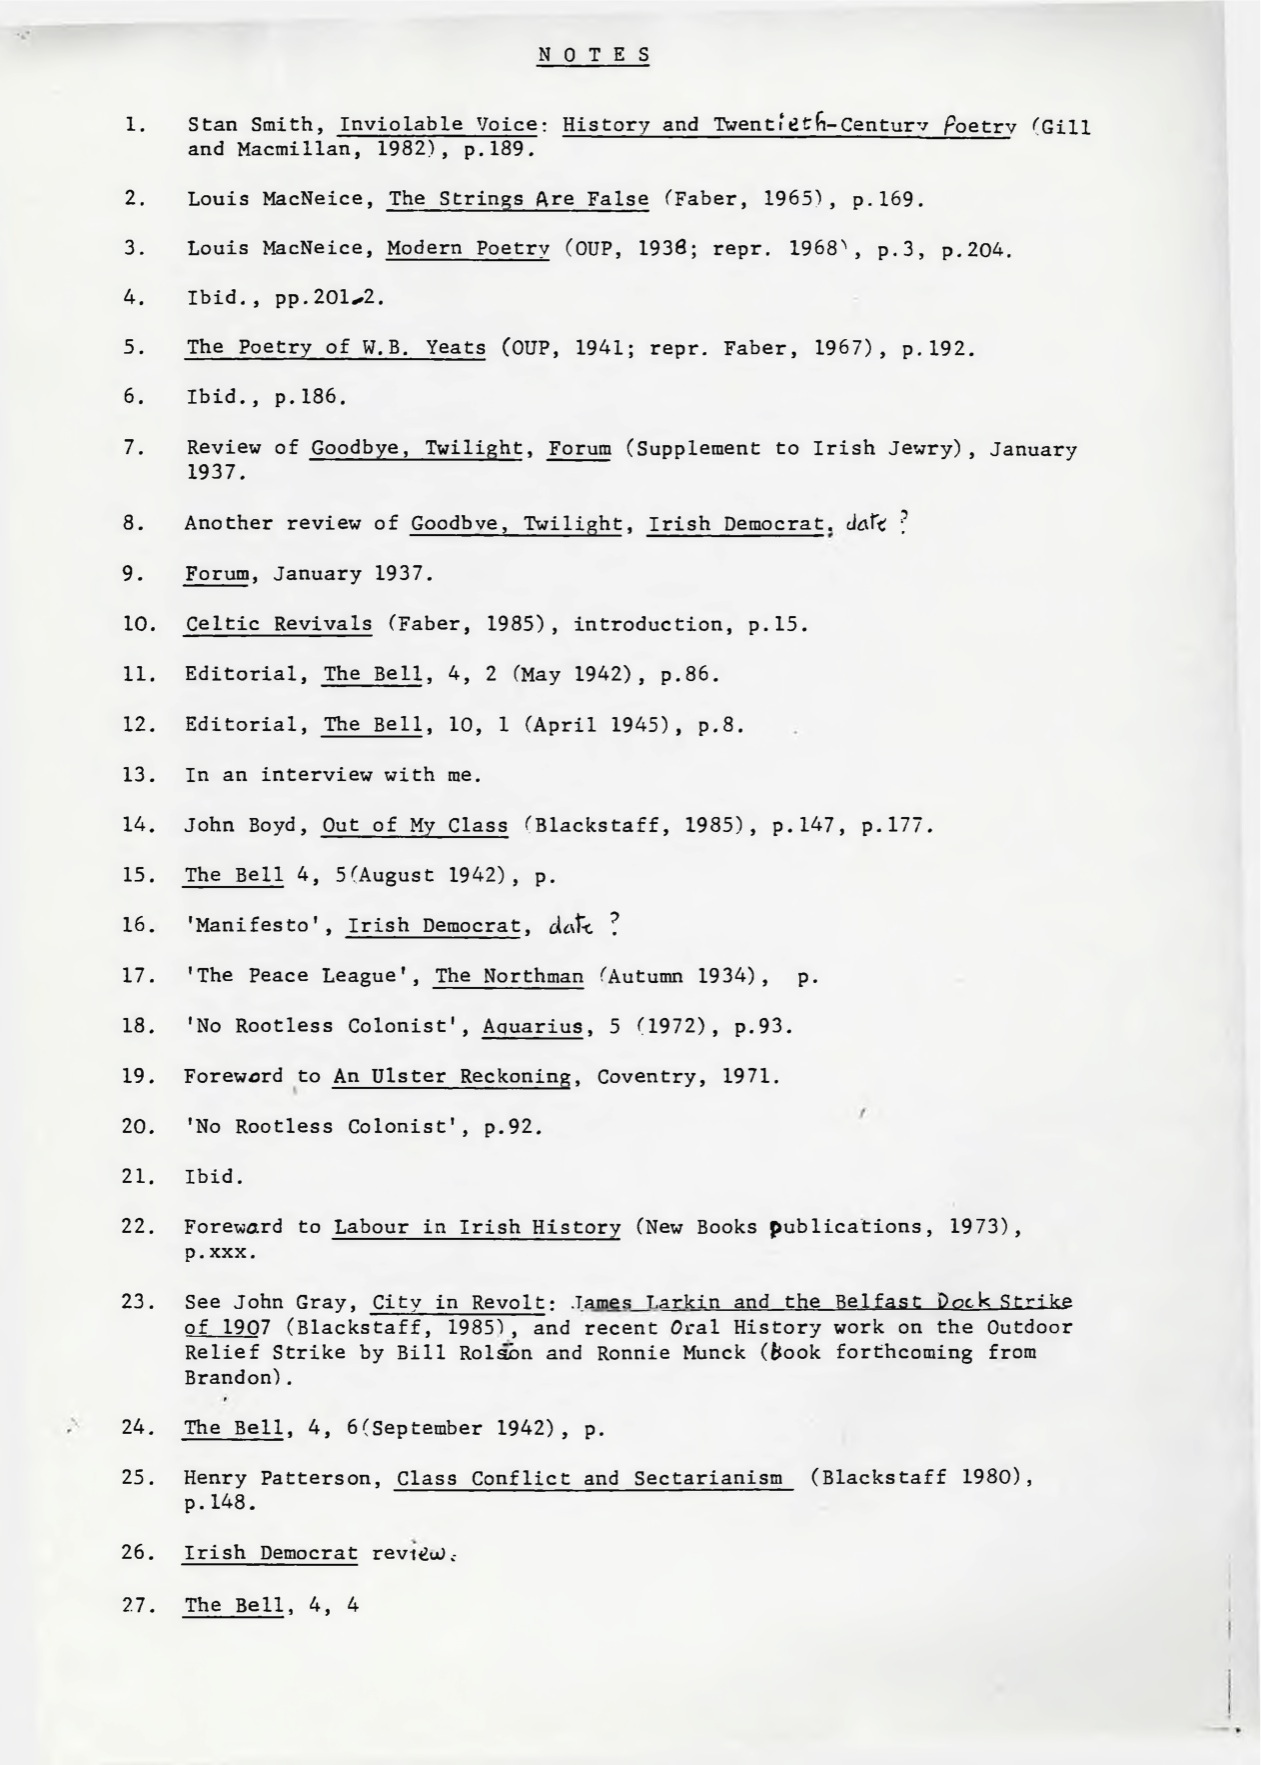 N O T E S
1. Stan Smith, Inviolable Voice: History and Twentieth-Century Poetry (Gill
and Macmillan, 1982), p.189.
2. Louis MacNeice, The Strings Are False (Faber, 1965), p.169.
3. Louis MacNeice, Modern Poetry (OUP, 1938; repr. 1968), p.3, p.204.
4. Ibid., pp.201-2.
5. The Poetry of W.B. Yeats (OUP, 1941; repr. Faber, 1967), p.192.
6. Ibid., p.186.
7. Review of Goodbye, Twilight, Forum (Supplement to Irish Jewry), January
1937.
8. Another review of Goodbye, Twilight, Irish Democrat, date ?
9. Forum, January 1937.
10. Celtic Revivals (Faber, 1985), introduction, p.15.
11. Editorial, The Bell, 4, 2 (May 1942), p.86.
12. Editorial, The Bell, 10, 1 (April 1945), p.8.
13. In an interview with me.
14. John Boyd, Out of My Class (Blackstaff, 1985), p.147, p.177.
15. The Bell 4, 5(August 1942), p.
16. 'Manifesto', Irish Democrat, date ?
17. 'The Peace League', The Northman (Autumn 1934), p.
18. 'No Rootless Colonist', Aquarius, 5 (1972), p.93.
19. Foreword to An Ulster Reckoning, Coventry, 1971.
20. 'No Rootless Colonist', p.92.
21. Ibid.
22. Foreword to Labour in Irish History (New Books publications, 1973),
p.xxx.
23. See John Gray, City in Revolt: James Larkin and the Belfast Dock Strike
of 1907 (Blackstaff, 1985), and recent Oral History work on the Outdoor
Relief Strike by Bill Rolston and Ronnie Munck (book forthcoming from
Brandon).
24. The Bell, 4, 6(September 1942), p.
25. Henry Patterson, Class Conflict and Sectarianism (Blackstaff 1980),
p.148.
26. Irish Democrat review.
27. The Bell, 4, 4